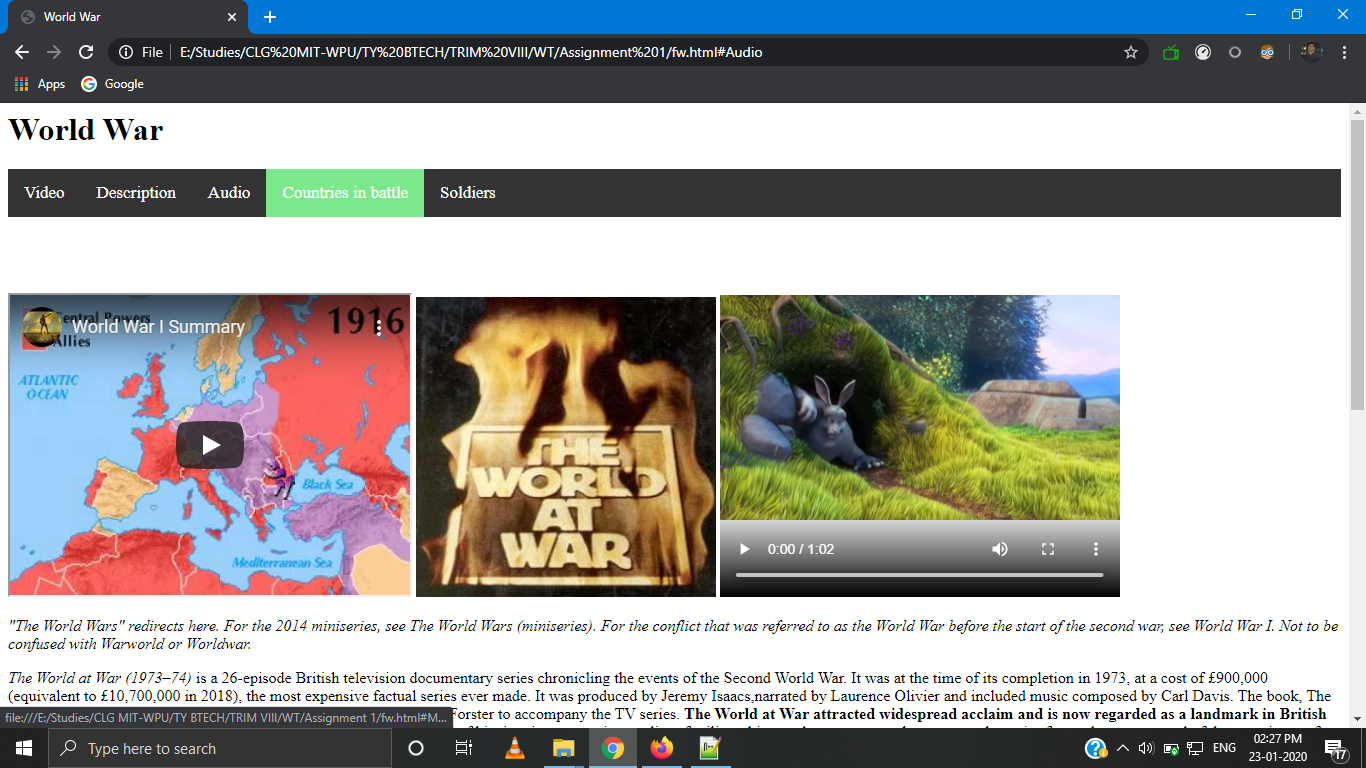 World War
File
E:/Studies/CLG%20MIT-WPU/TY%20BTECH/TRIM%20VIII/WT/Assignment%201/fw.html#Audio
Apps
Google
World War
Video Description Audio Countries in battle Soldiers
World War I Summary
1916
Central Powers
Allies
ATLANTIC
OCEAN
Black Sea
Mediterranean Sea
THE
WORLD
AT
WAR
0:00 / 1:02
"The World Wars" redirects here. For the 2014 miniseries, see The World Wars (miniseries). For the conflict that was referred to as the World War before the start of the second war, see World War I. Not to be
confused with Warworld or Worldwar.
The World at War (1973–74) is a 26-episode British television documentary series chronicling the events of the Second World War. It was at the time of its completion in 1973, at a cost of £900,000
(equivalent to £10,700,000 in 2018), the most expensive factual series ever made. It was produced by Jeremy Isaacs,narrated by Laurence Olivier and included music composed by Carl Davis. The book, The
Forster to accompany the TV series. The World at War attracted widespread acclaim and is now regarded as a landmark in British
file:///E:/Studies/CLG MIT-WPU/TY BTECH/TRIM VIII/WT/Assignment 1/fw.html#M...
Type here to search
ENG
02:27 PM
23-01-2020
17